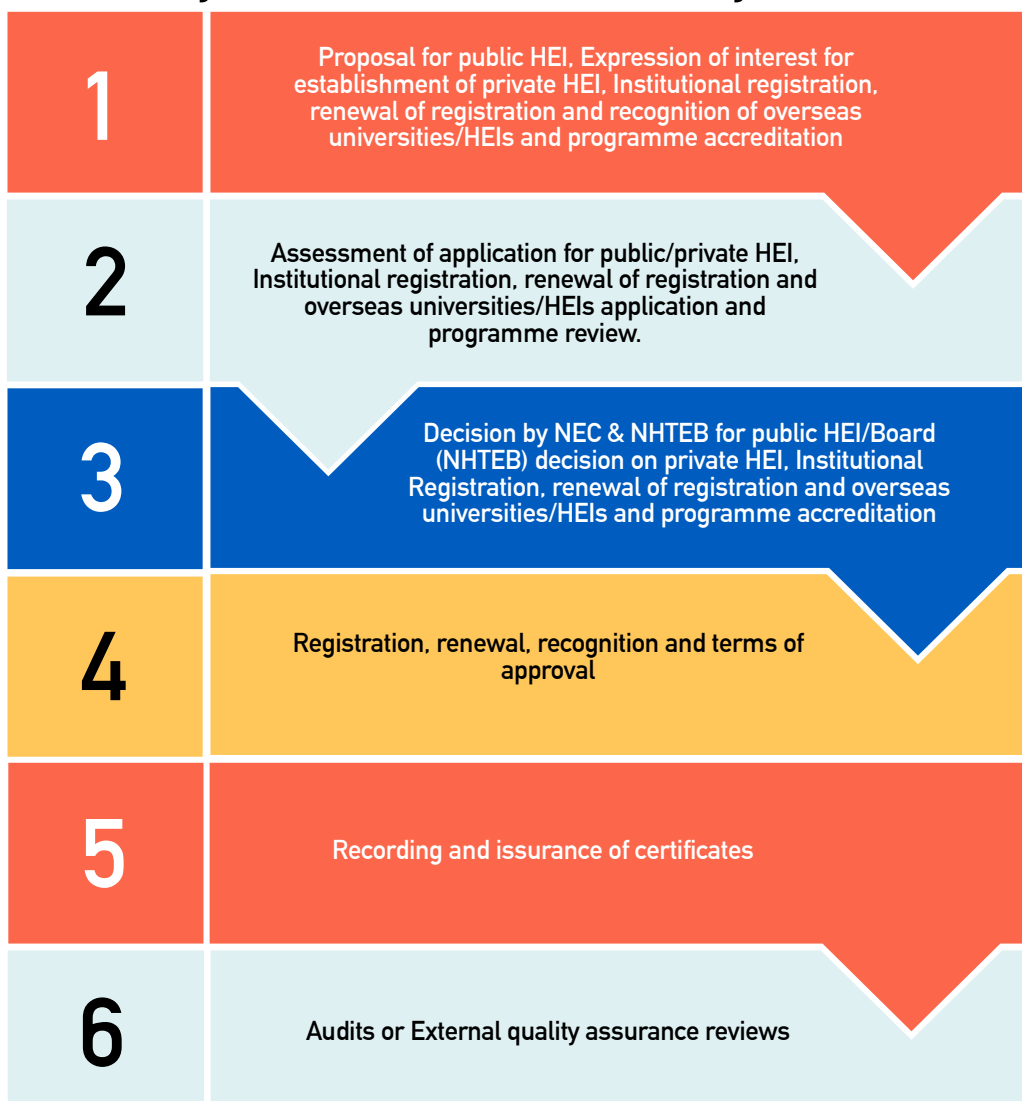 1
Proposal for public HEI, Expression of interest for
establishment of private HEI, Institutional registration,
renewal of registration and recognition of overseas
universities/HEIs and programme accreditation
2
Assessment of application for public/private HEI,
Institutional registration, renewal of registration and
overseas universities/HEIs application and
programme review.
3
Decision by NEC & NHTEB for public HEI/Board
(NHTEB) decision on private HEI, Institutional
Registration, renewal of registration and overseas
universities/HEIs and programme accreditation
4
Registration, renewal, recognition and terms of
approval
5
Recording and issurance of certificates
6
Audits or External quality assurance reviews